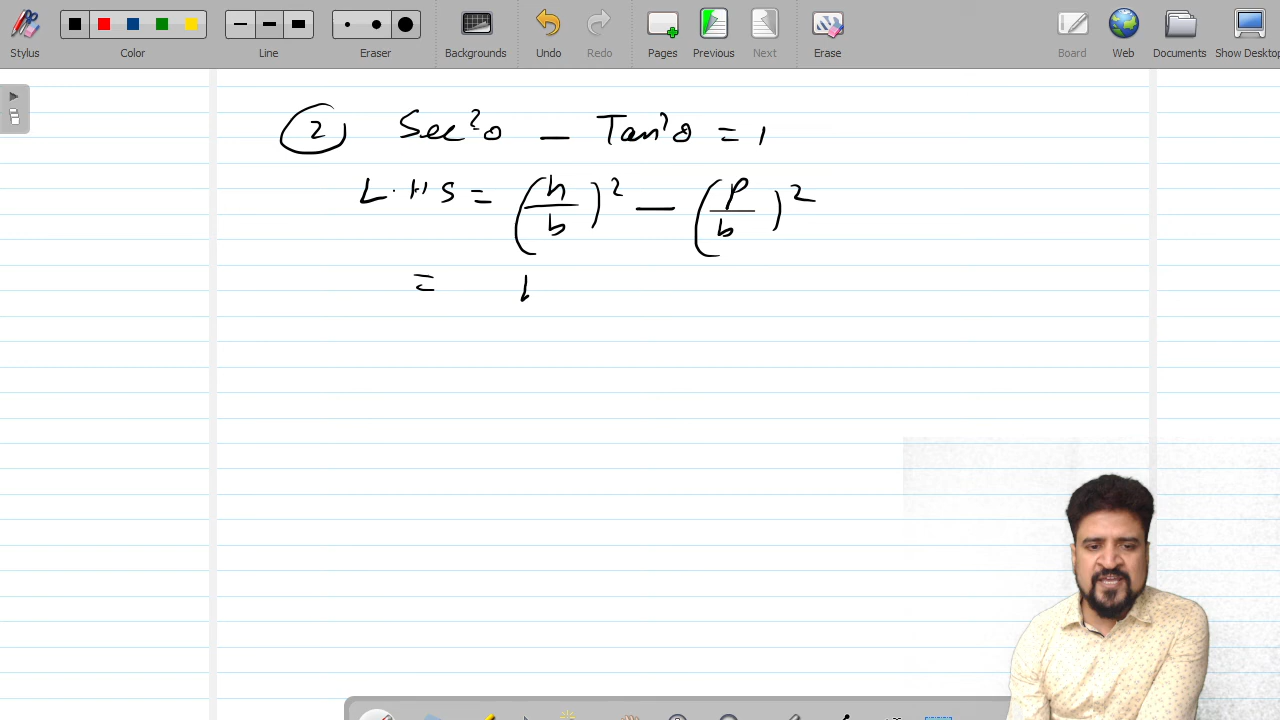 Stylus Color Line Eraser Backgrounds Undo Redo Pages Previous Next Erase Board Web Documents Show Desktop
② Sec²θ – Tan²θ = 1
L.H.S = (h/b)² – (p/b)²
=